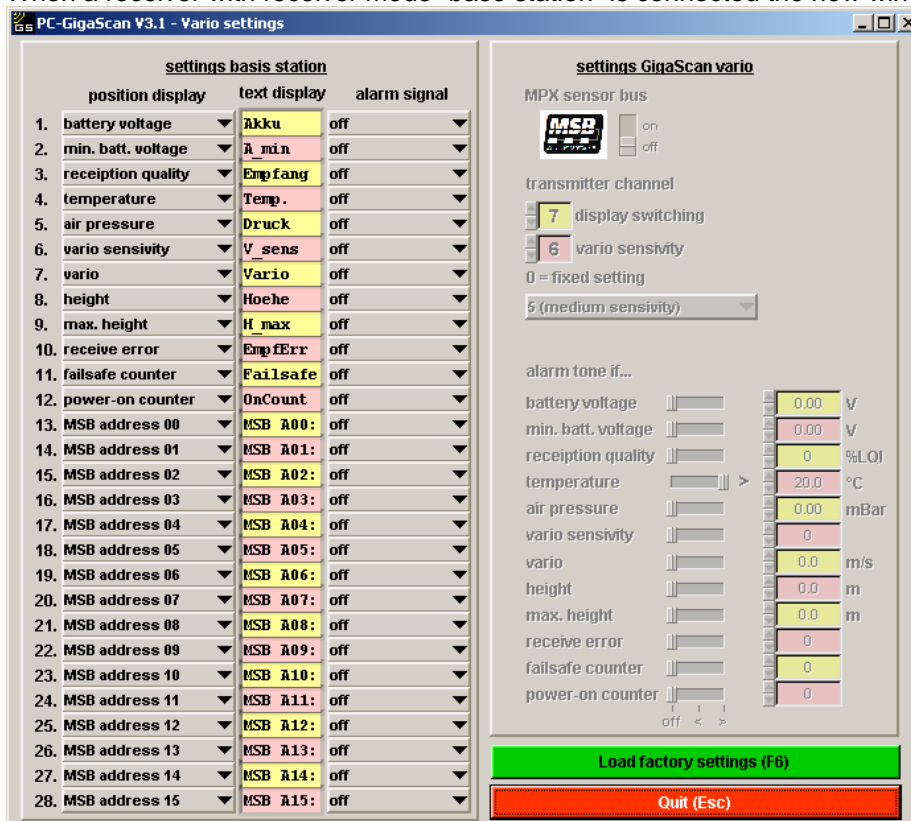 When a receiver with receiver mode "base station" is connected the new win
PC-GigaScan V3.1 - Vario settings
settings basis station
position display text display alarm signal
1. battery voltage Akku off
2. min. batt. voltage A_min off
3. receiption quality Empfang off
4. temperature Temp. off
5. air pressure Druck off
6. vario sensivity V_sens off
7. vario Vario off
8. height Hoehe off
9. max. height H_max off
10. receive error EmpfErr off
11. failsafe counter Failsafe off
12. power-on counter OnCount off
13. MSB address 00 MSB A00: off
14. MSB address 01 MSB A01: off
15. MSB address 02 MSB A02: off
16. MSB address 03 MSB A03: off
17. MSB address 04 MSB A04: off
18. MSB address 05 MSB A05: off
19. MSB address 06 MSB A06: off
20. MSB address 07 MSB A07: off
21. MSB address 08 MSB A08: off
22. MSB address 09 MSB A09: off
23. MSB address 10 MSB A10: off
24. MSB address 11 MSB A11: off
25. MSB address 12 MSB A12: off
26. MSB address 13 MSB A13: off
27. MSB address 14 MSB A14: off
28. MSB address 15 MSB A15: off
settings GigaScan vario
MPX sensor bus
MSB
on
off
transmitter channel
7 display switching
6 vario sensivity
0 = fixed setting
5 (medium sensivity)
alarm tone if...
battery voltage 0.00 V
min. batt. voltage 0.00 V
receiption quality 0 %LQI
temperature > 20.0 °C
air pressure 0.00 mBar
vario sensivity 0
vario 0.0 m/s
height 0.0 m
max. height 0.0 m
receive error 0
failsafe counter 0
power-on counter 0
off < >
Load factory settings (F6)
Quit (Esc)